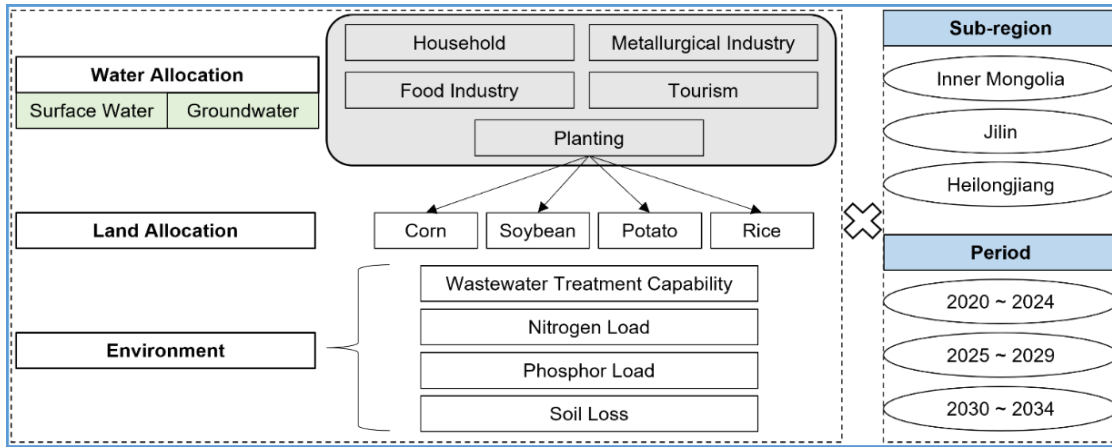 Water Allocation
Surface Water
Groundwater
Household
Metallurgical Industry
Food Industry
Tourism
Planting
Land Allocation
Corn
Soybean
Potato
Rice
Environment
Wastewater Treatment Capability
Nitrogen Load
Phosphor Load
Soil Loss
Sub-region
Inner Mongolia
Jilin
Heilongjiang
Period
2020 ~ 2024
2025 ~ 2029
2030 ~ 2034